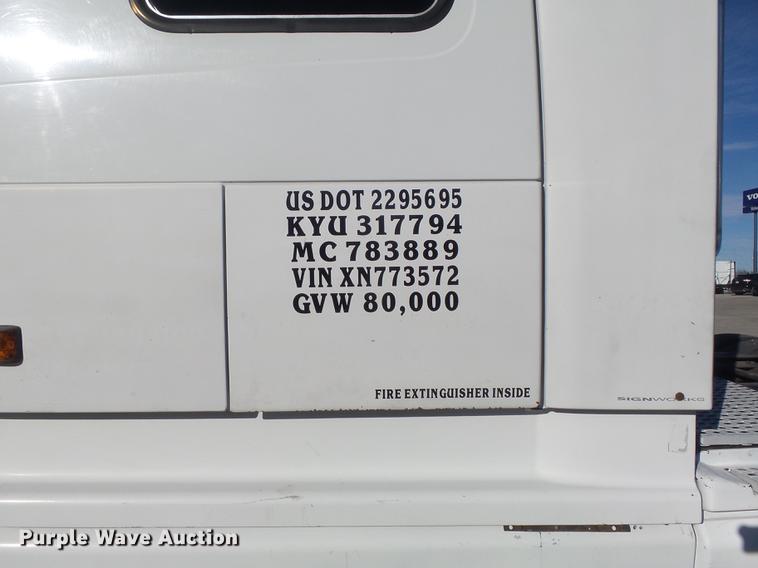 US DOT 2295695
KYU 317794
MC 783889
VIN XN773572
GVW 80,000
FIRE EXTINGUISHER INSIDE
SIGNWORKS
Purple Wave Auction